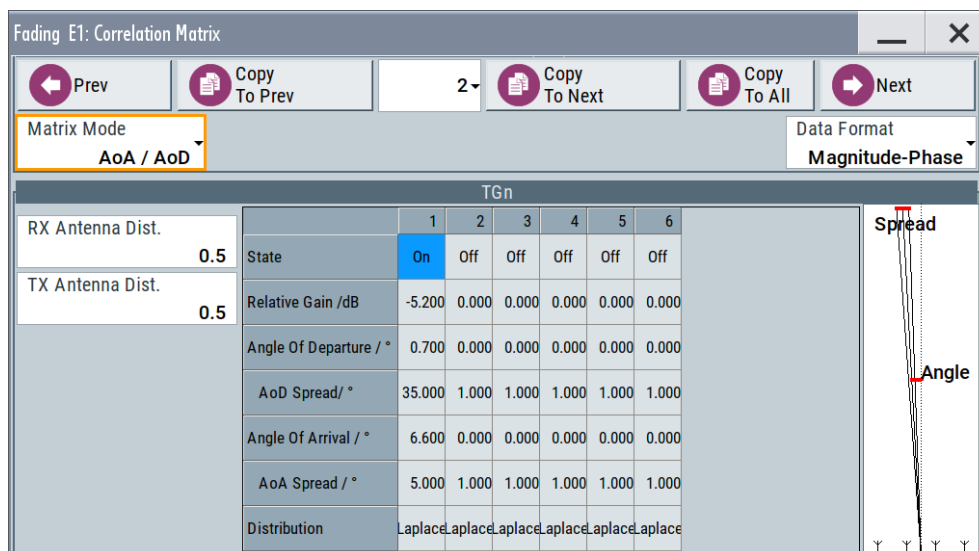 Fading E1: Correlation Matrix
Prev
Copy
To Prev
2
Copy
To Next
Copy
To All
Next
Matrix Mode
AoA / AoD
Data Format
Magnitude-Phase
TGn
RX Antenna Dist.
0.5
TX Antenna Dist.
0.5
1 2 3 4 5 6
State On Off Off Off Off Off
Relative Gain /dB -5.200 0.000 0.000 0.000 0.000 0.000
Angle Of Departure / ° 0.700 0.000 0.000 0.000 0.000 0.000
AoD Spread/ ° 35.000 1.000 1.000 1.000 1.000 1.000
Angle Of Arrival / ° 6.600 0.000 0.000 0.000 0.000 0.000
AoA Spread / ° 5.000 1.000 1.000 1.000 1.000 1.000
Distribution Laplace Laplace Laplace Laplace Laplace Laplace
Spread
Angle